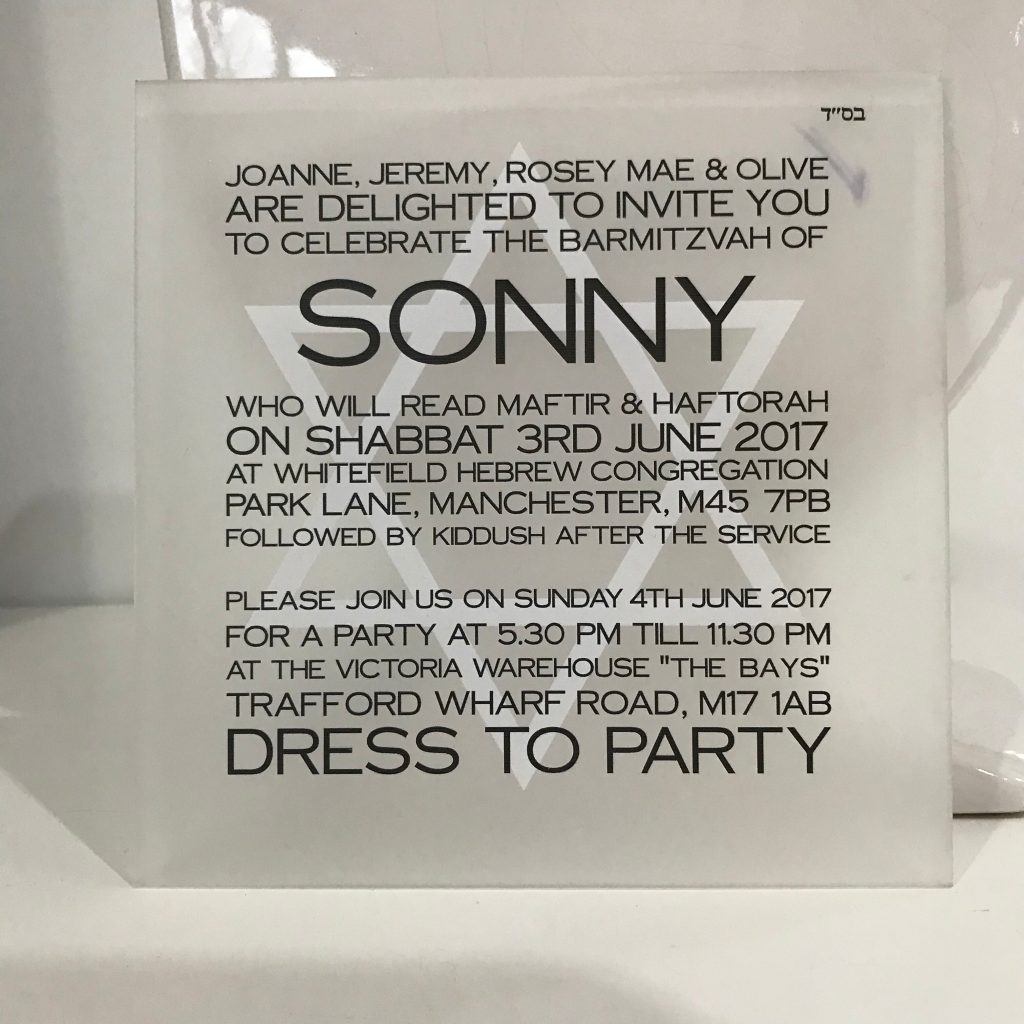 בס״ד
JOANNE, JEREMY, ROSEY MAE & OLIVE
ARE DELIGHTED TO INVITE YOU
TO CELEBRATE THE BARMITZVAH OF
SONNY
WHO WILL READ MAFTIR & HAFTORAH
ON SHABBAT 3RD JUNE 2017
AT WHITEFIELD HEBREW CONGREGATION
PARK LANE, MANCHESTER, M45 7PB
FOLLOWED BY KIDDUSH AFTER THE SERVICE
PLEASE JOIN US ON SUNDAY 4TH JUNE 2017
FOR A PARTY AT 5.30 PM TILL 11.30 PM
AT THE VICTORIA WAREHOUSE "THE BAYS"
TRAFFORD WHARF ROAD, M17 1AB
DRESS TO PARTY